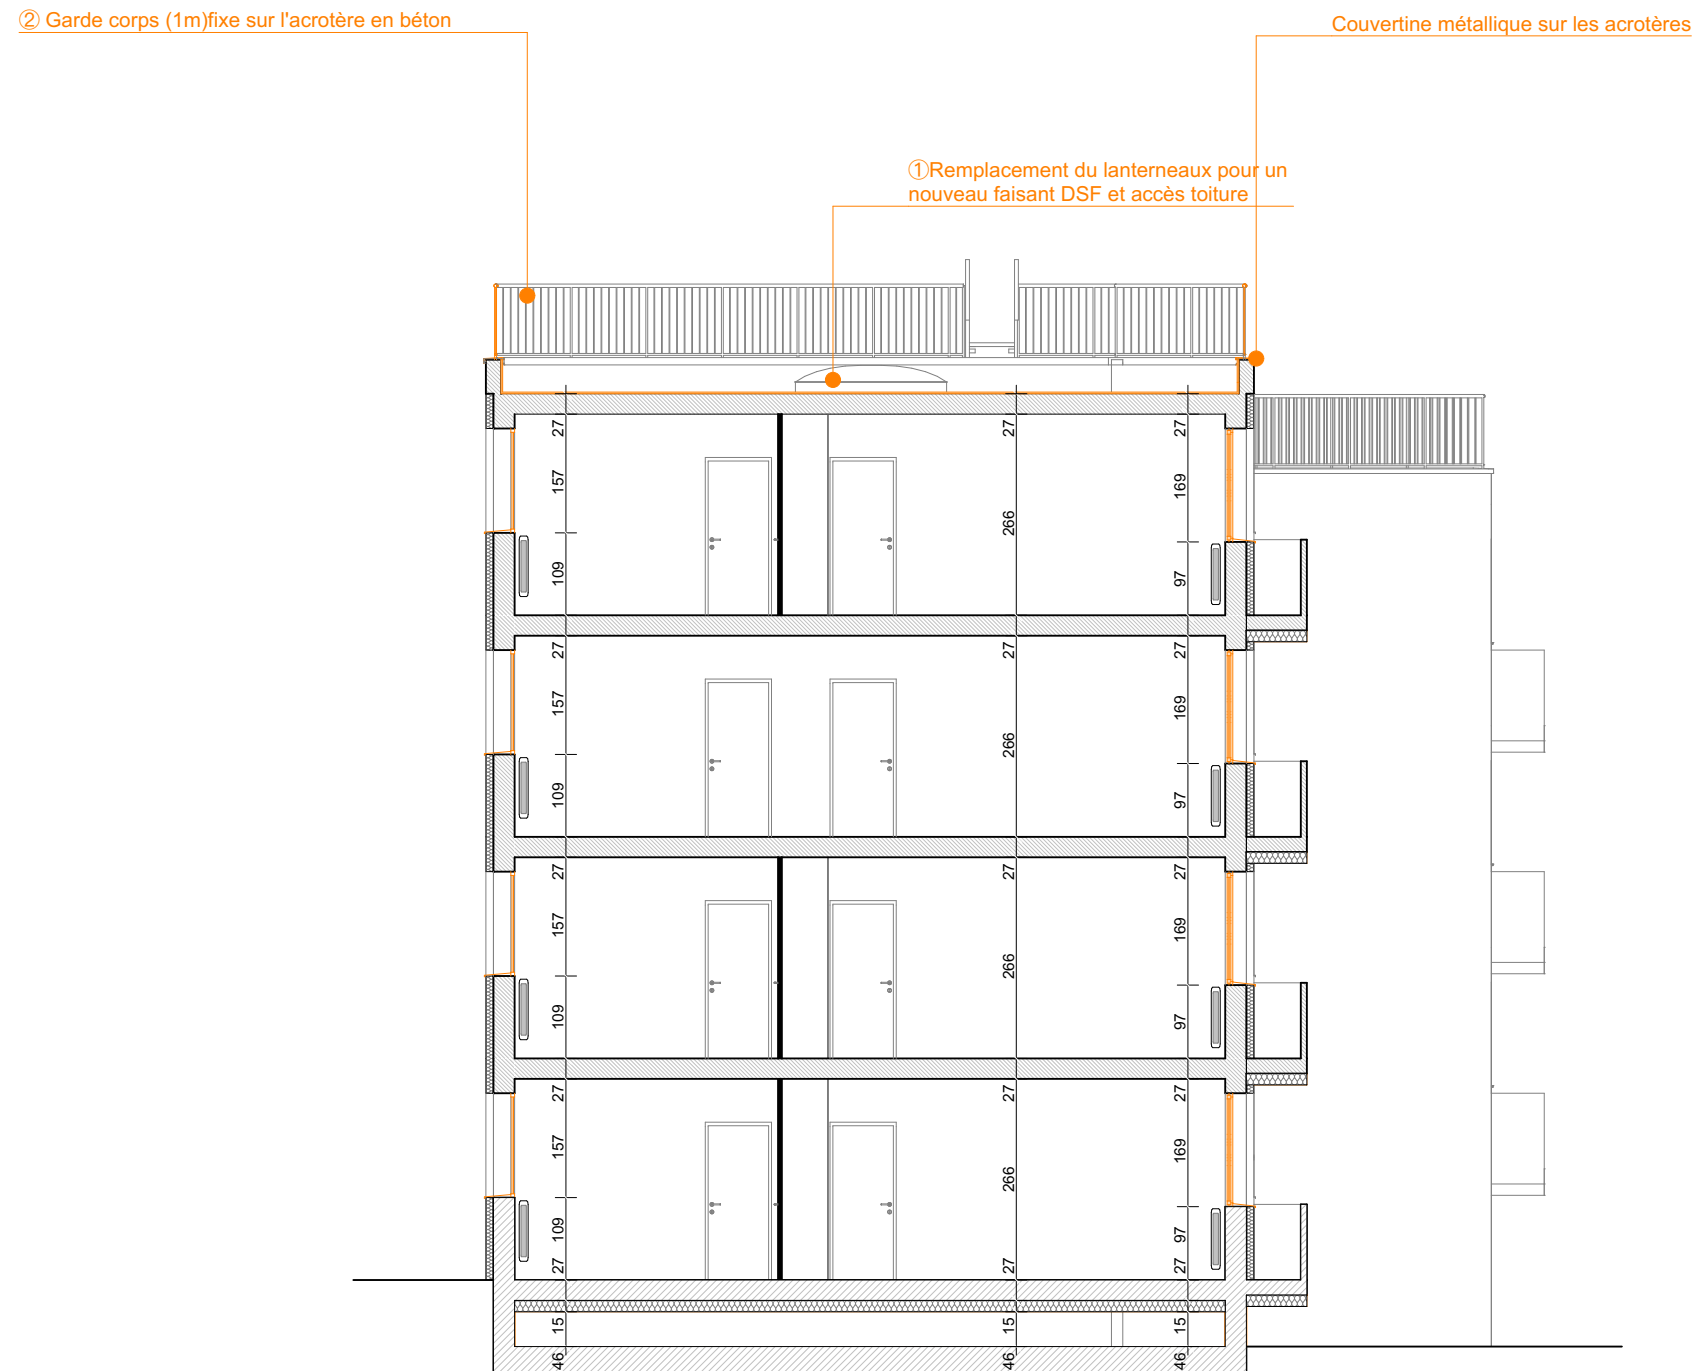 ② Garde corps (1m)fixe sur l'acrotère en béton
Couvertine métallique sur les acrotères
①Remplacement du lanterneaux pour un
nouveau faisant DSF et accès toiture
27 27 27
157 266 169
109 97
27 27 27
157 266 169
109 97
27 27 27
157 266 169
109 97
27 27 27
157 266 169
109 97
27 27 27
15 15 15
46 46 46